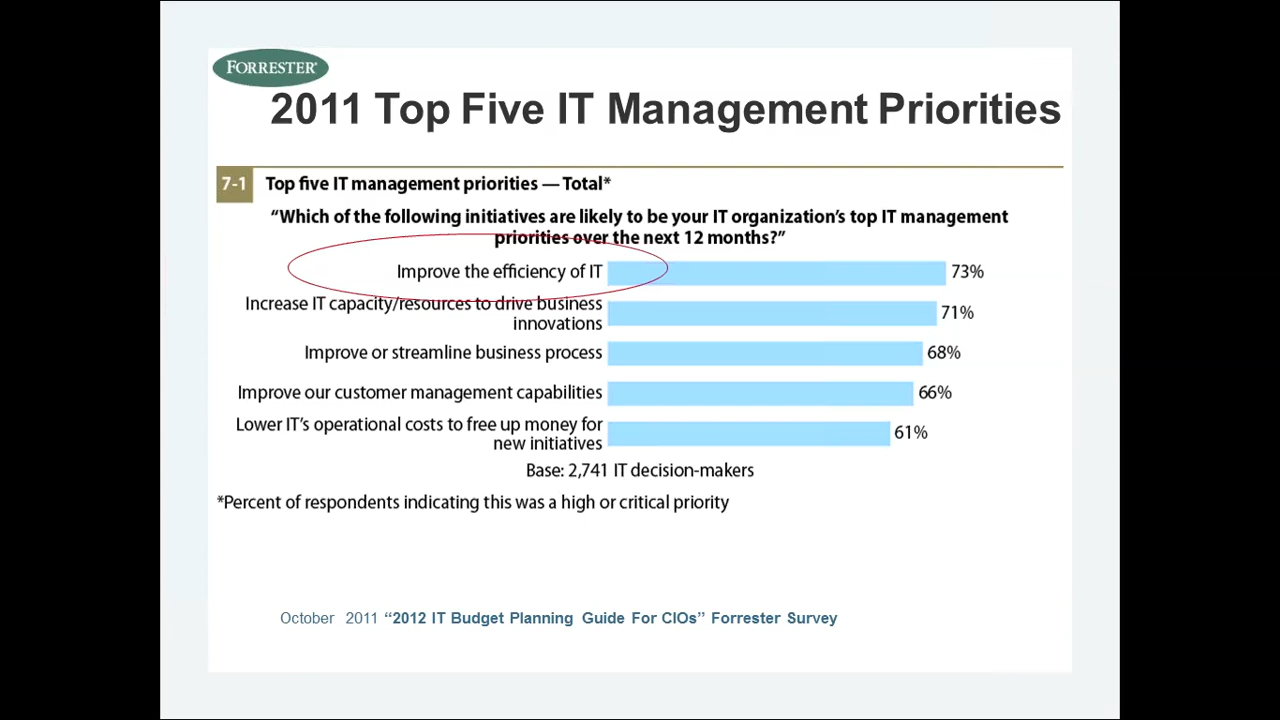 FORRESTER
2011 Top Five IT Management Priorities
7-1 Top five IT management priorities — Total*
“Which of the following initiatives are likely to be your IT organization’s top IT management
priorities over the next 12 months?”
Improve the efficiency of IT 73%
Increase IT capacity/resources to drive business
innovations 71%
Improve or streamline business process 68%
Improve our customer management capabilities 66%
Lower IT’s operational costs to free up money for
new initiatives 61%
Base: 2,741 IT decision-makers
*Percent of respondents indicating this was a high or critical priority
October 2011 “2012 IT Budget Planning Guide For CIOs” Forrester Survey